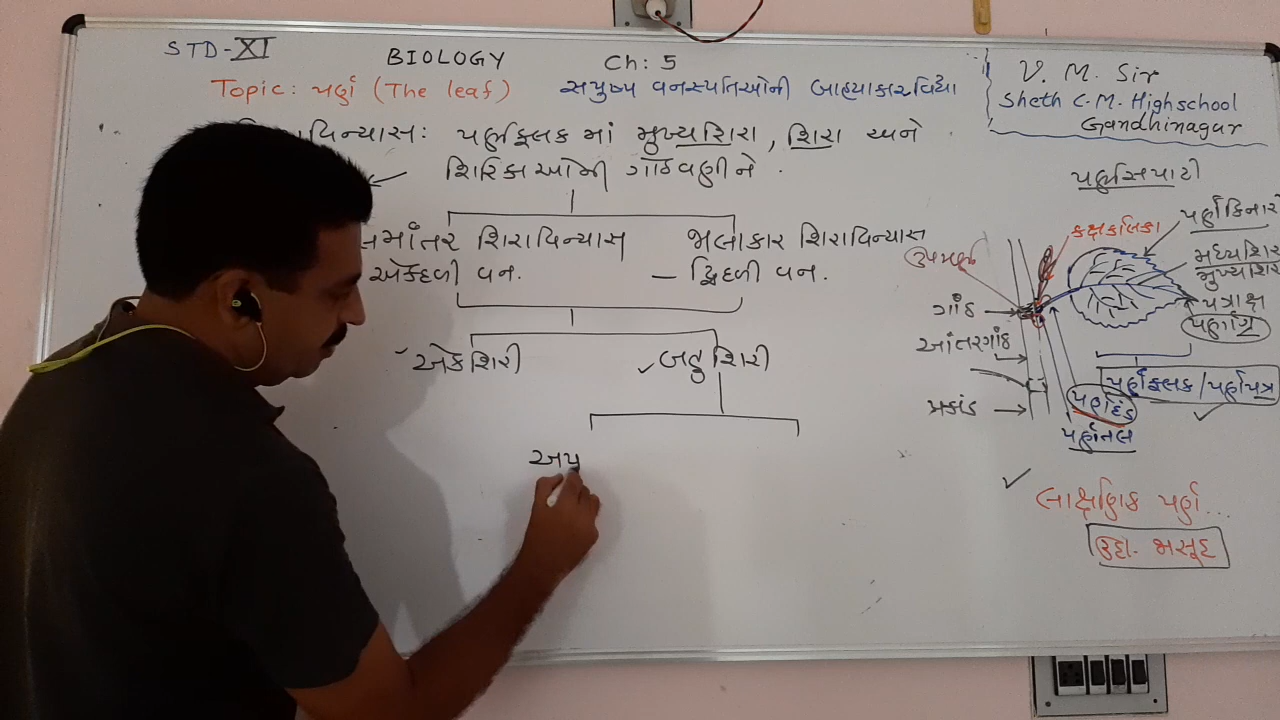 STD-XI BIOLOGY Ch: 5
Topic: પર્ણ (The leaf) સપુષ્પ વનસ્પતિઓની બાહ્યાકારવિદ્યા
V. M. Sir
Sheth C.M. Highschool
Gandhinagar
વિન્યાસ: પર્ણફલક માં મુખ્યશિરા, શિરા અને
શિરિકાઓની ગોઠવણીને .
માંતર શિરાવિન્યાસ જાલાકાર શિરાવિન્યાસ
એકદળી વન. – દ્વિદળી વન.
એકશિરી બહુશિરી
અપ
પર્ણસપાટી
પર્ણકિનારી
કક્ષકલિકા
ઉપપર્ણ
મધ્યશિરા
મુખ્યશિરા
ગાંઠ
પત્રાક્ષ
પર્ણાગ્ર
આંતરગાંઠ
પર્ણફલક/પર્ણપત્ર
પર્ણદંડ
પ્રકાંડ
પર્ણતલ
લાક્ષણિક પર્ણ...
ઉદા. જાસૂદ